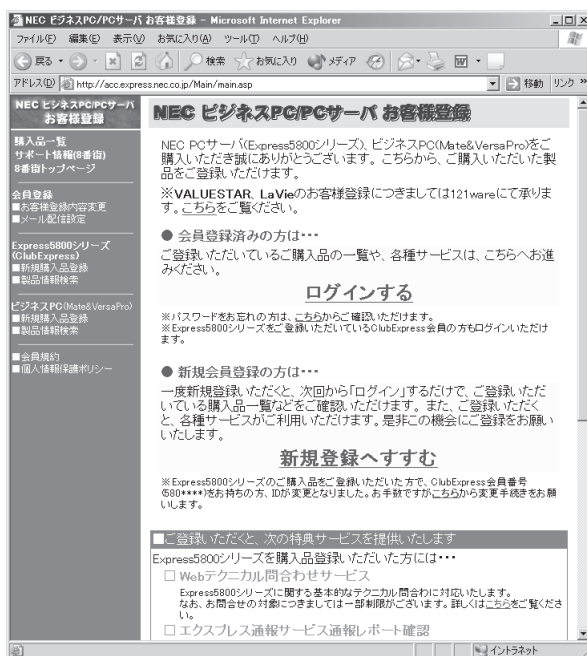 NEC ビジネスPC/PCサーバ お客様登録 - Microsoft Internet Explorer
ファイル(F) 編集(E) 表示(V) お気に入り(A) ツール(T) ヘルプ(H)
戻る 検索 お気に入り メディア
アドレス(D) http://acc.express.nec.co.jp/Main/main.asp 移動 リンク »
NEC ビジネスPC/PCサーバ
お客様登録
購入品一覧
サポート情報(8番街)
8番街トップページ
会員登録
■お客様登録内容変更
■メール配信設定
Express5800シリーズ
(ClubExpress)
■新規購入品登録
■製品情報検索
ビジネスPC(Mate&VersaPro)
■新規購入品登録
■製品情報検索
■会員規約
■個人情報保護ポリシー
NEC ビジネスPC/PCサーバ お客様登録
NEC PCサーバ(Express5800シリーズ)、ビジネスPC(Mate&VersaPro)をご
購入いただき誠にありがとうございます。こちらから、ご購入いただいた製
品をご登録いただけます。
※VALUESTAR、LaVieのお客様登録につきましては121wareにて承りま
す。こちらをご覧ください。
● 会員登録済みの方は・・・
ご登録いただいているご購入品の一覧や、各種サービスは、こちらへお進
みください。
ログインする
※パスワードをお忘れの方は、こちらからご確認いただけます。
※Express5800シリーズをご登録いただいているClubExpress会員の方もログインいただけ
ます。
● 新規会員登録の方は・・・
一度新規登録いただくと、次回から「ログイン」するだけで、ご登録いただ
いている購入品一覧などをご確認いただけます。また、ご登録いただく
と、各種サービスがご利用いただけます。是非この機会にご登録をお願い
いたします。
新規登録へすすむ
※Express5800シリーズのご購入品をご登録いただいた方で、ClubExpress会員番号
(580****)をお持ちの方、IDが変更となりました。お手数ですがこちらから変更手続きをお願
いします。
■ご登録いただくと、次の特典サービスを提供いたします
Express5800シリーズを購入品登録いただいた方には・・・
□ Webテクニカル問合わせサービス
Express5800シリーズに関する基本的なテクニカル問合わせに対応いたします。
なお、お問合せの対象につきましては一部制限がございます。詳しくはこちらをご覧くださ
い。
□ エクスプレス通報サービス通報レポート確認
イントラネット